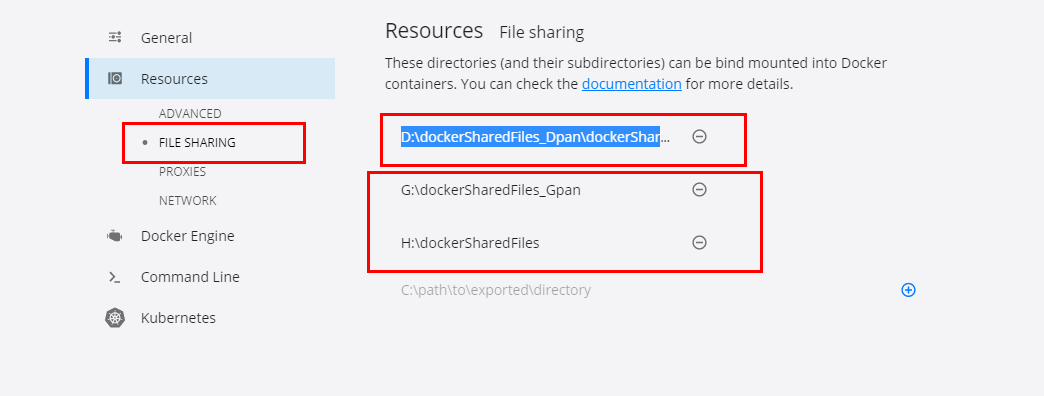 General
Resources
ADVANCED
FILE SHARING
PROXIES
NETWORK
Docker Engine
Command Line
Kubernetes
Resources File sharing
These directories (and their subdirectories) can be bind mounted into Docker
containers. You can check the documentation for more details.
D:\dockerSharedFiles_Dpan\dockerShar...
G:\dockerSharedFiles_Gpan
H:\dockerSharedFiles
C:\path\to\exported\directory